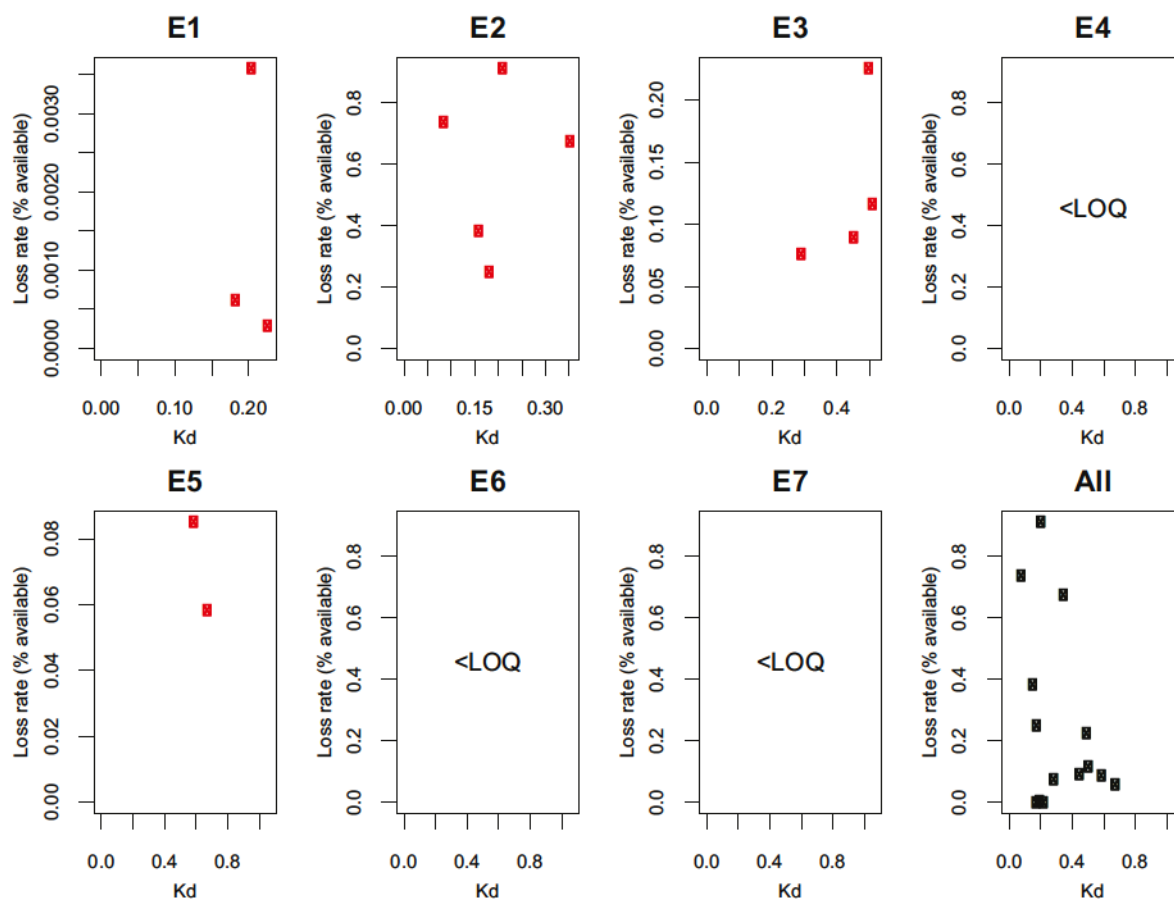 E1
E2
E3
E4
Loss rate (% available)
0.0000 0.0010 0.0020 0.0030
0.00 0.10 0.20
Kd
Loss rate (% available)
0.0 0.2 0.4 0.6 0.8
0.00 0.15 0.30
Kd
Loss rate (% available)
0.00 0.05 0.10 0.15 0.20
0.0 0.2 0.4
Kd
Loss rate (% available)
0.0 0.2 0.4 0.6 0.8
<LOQ
0.0 0.4 0.8
Kd
E5
E6
E7
All
Loss rate (% available)
0.00 0.02 0.04 0.06 0.08
0.0 0.4 0.8
Kd
Loss rate (% available)
0.0 0.2 0.4 0.6 0.8
<LOQ
0.0 0.4 0.8
Kd
Loss rate (% available)
0.0 0.2 0.4 0.6 0.8
<LOQ
0.0 0.4 0.8
Kd
Loss rate (% available)
0.0 0.2 0.4 0.6 0.8
0.0 0.4 0.8
Kd